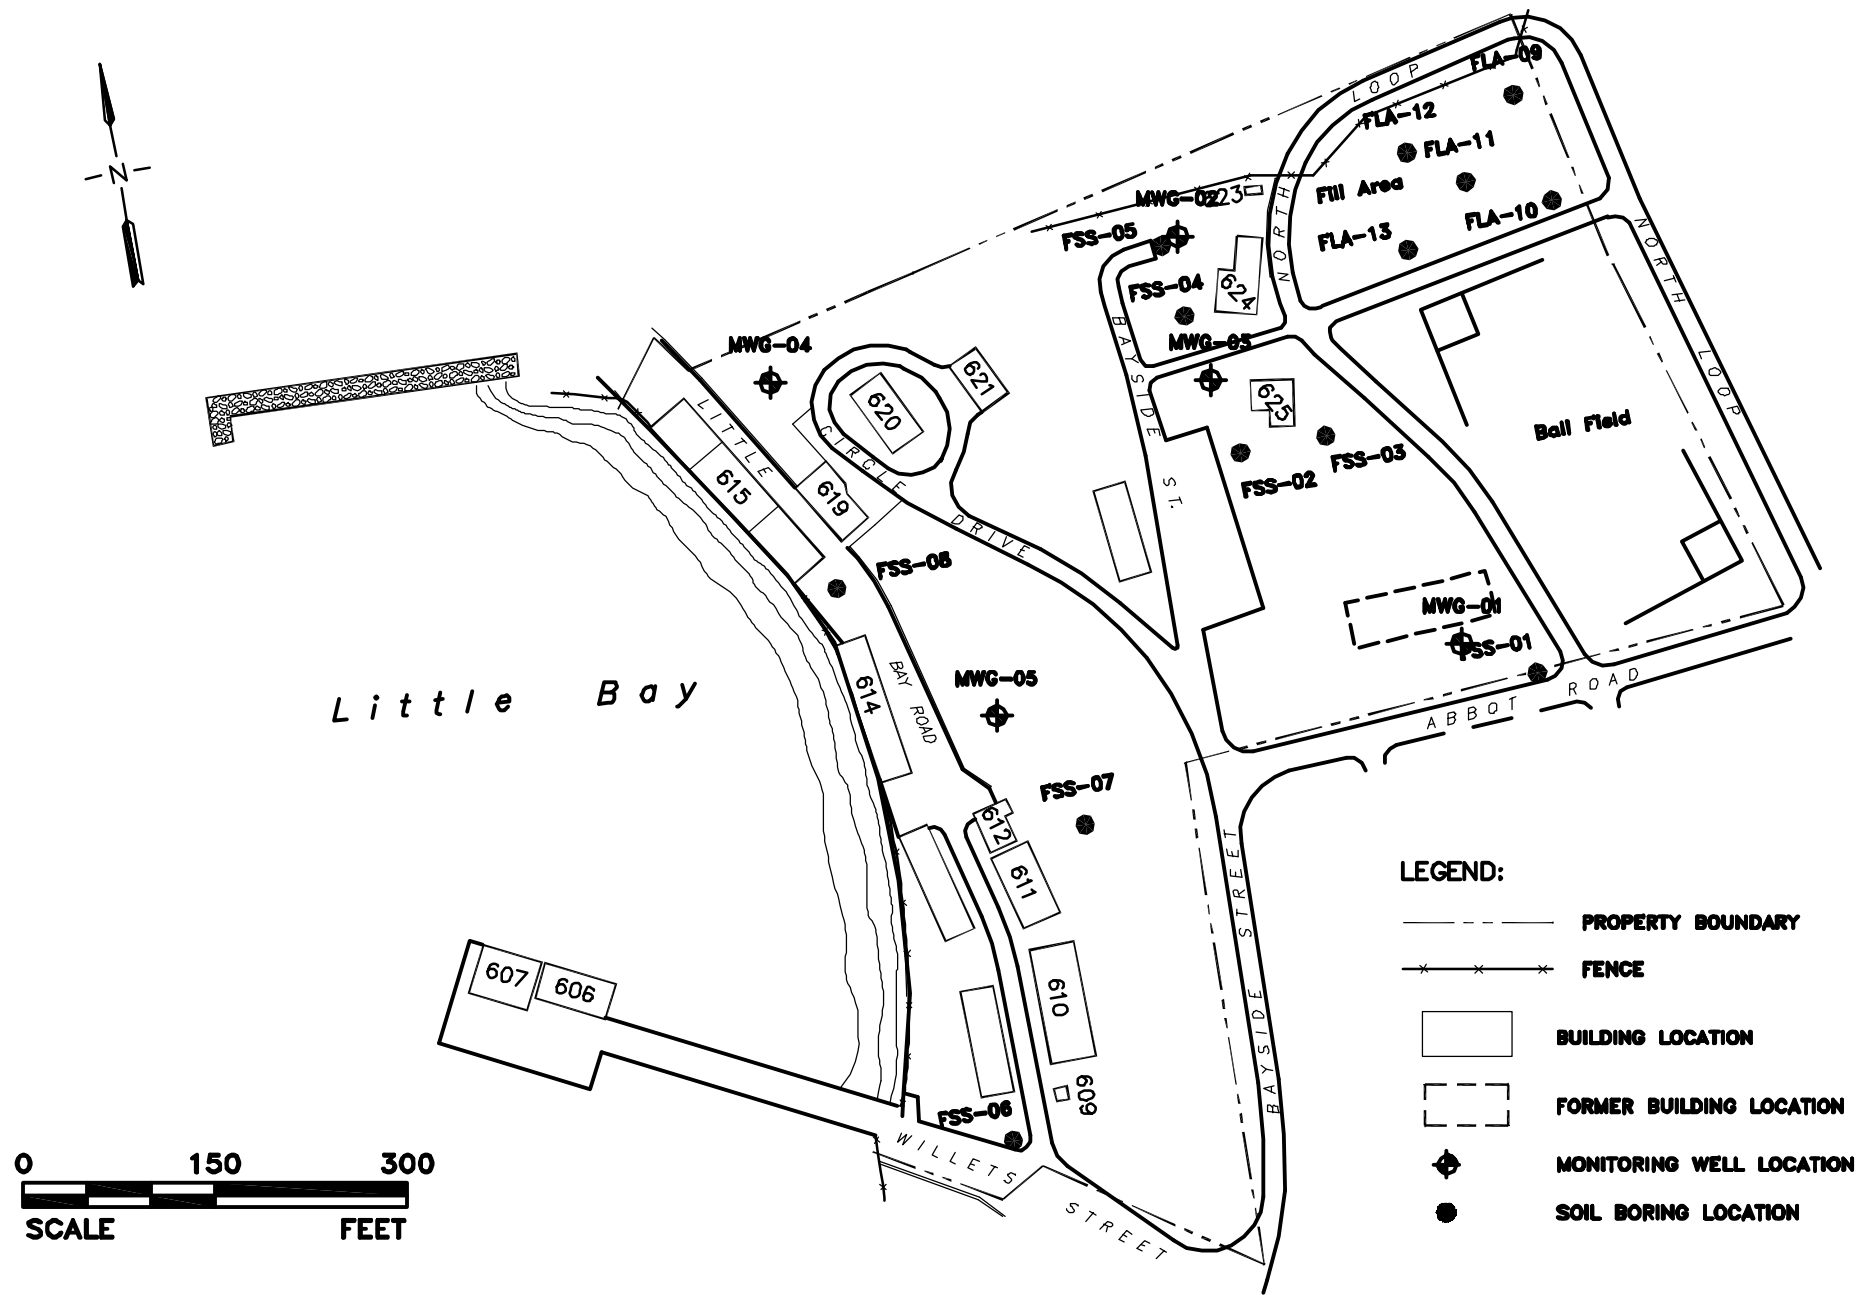 LOOP
FLA-09
FLA-12
FLA-11
N
Fill Area
MWG-02
623
NORTH
FLA-10
FSS-05
FLA-13
NORTH
FSS-04
624
BAYSIDE
MWG-03
MWG-04
LOOP
621
625
620
LITTLE
CIRCLE
Ball Field
FSS-03
615
619
FSS-02
ST.
DRIVE
FSS-08
MWG-01
FSS-01
BAY
ROAD
MWG-05
614
Little Bay
ROAD
ABBOT
FSS-07
612
611
STREET
LEGEND:
PROPERTY BOUNDARY
FENCE
607
606
610
BAYSIDE
BUILDING LOCATION
609
FSS-06
FORMER BUILDING LOCATION
WILLETS
MONITORING WELL LOCATION
STREET
SOIL BORING LOCATION
0 150 300
SCALE FEET